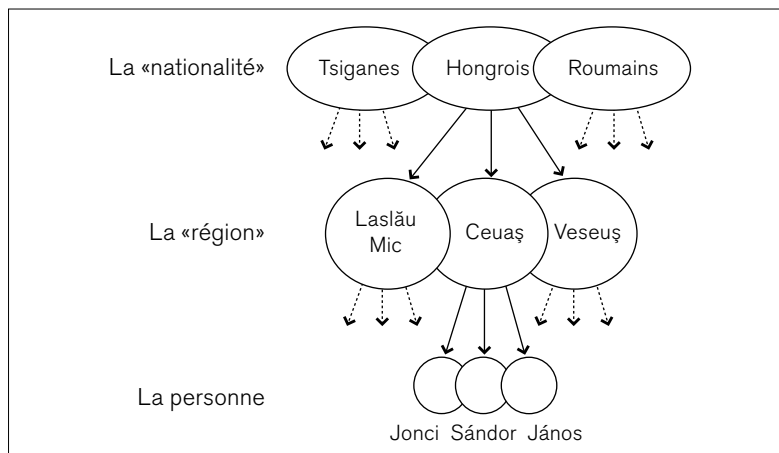 La «nationalité» Tsiganes Hongrois Roumains
La «région» Laslău Mic Ceuaş Veseuş
La personne
Jonci Sándor János